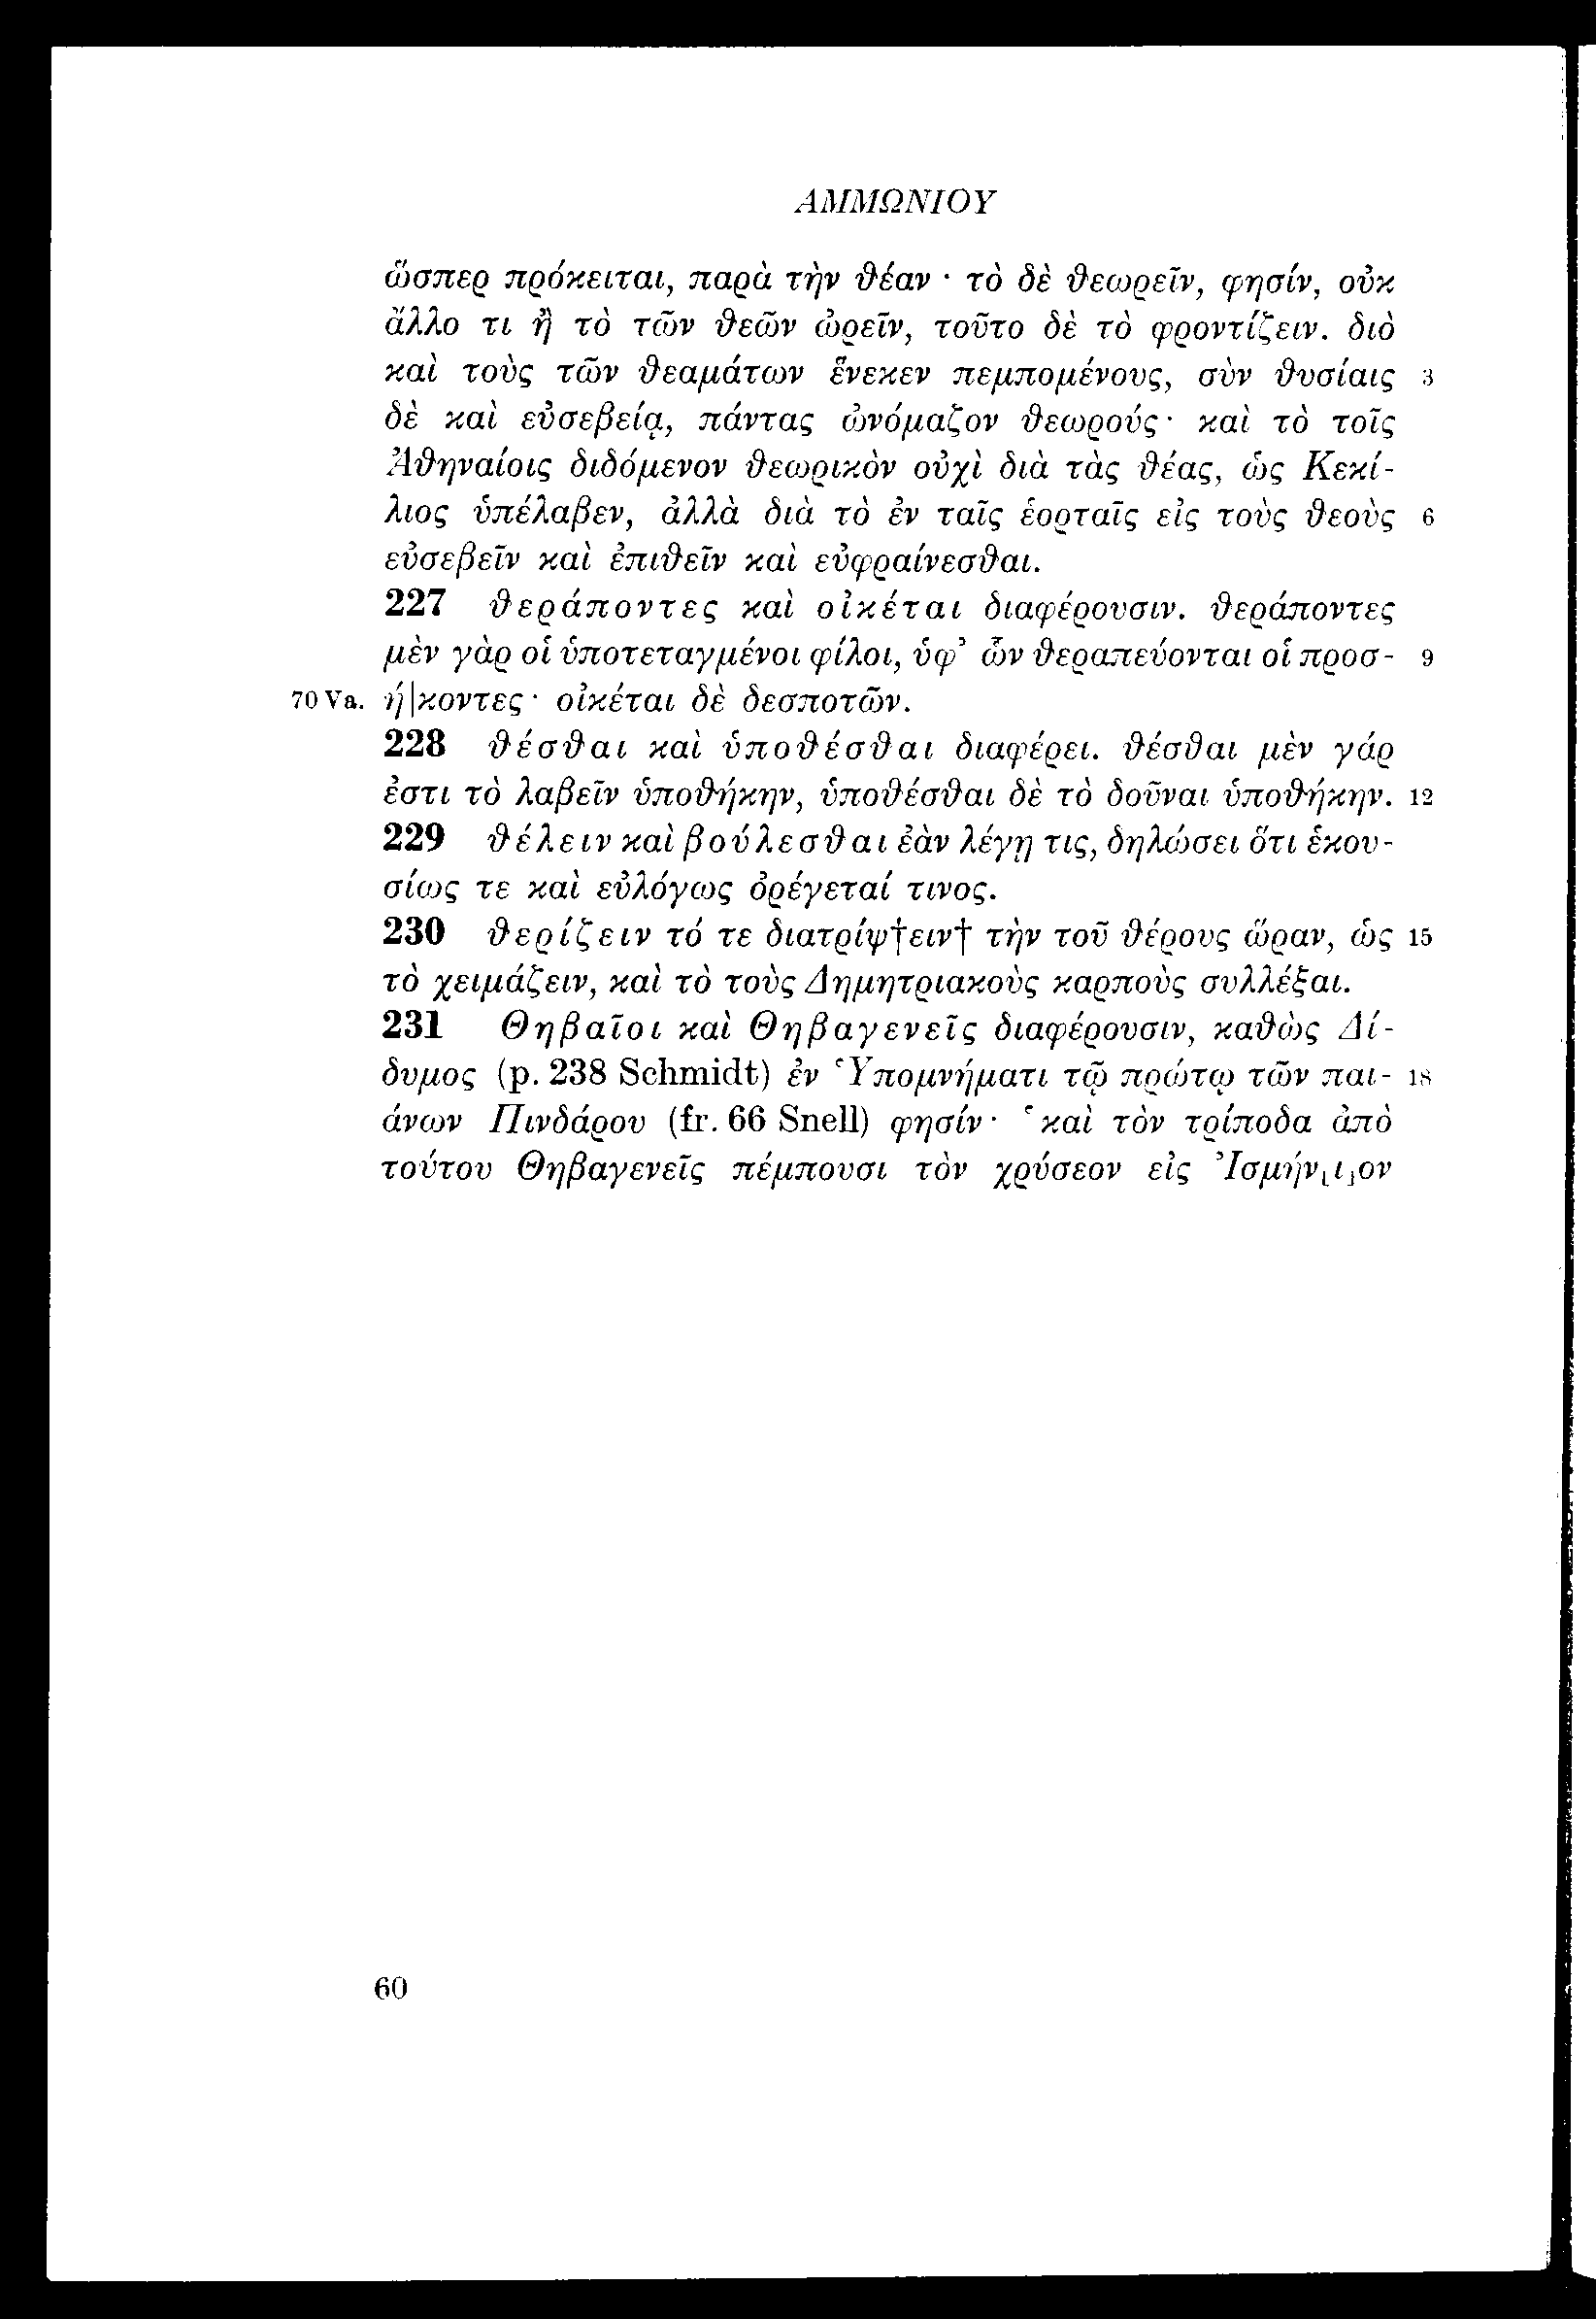 ΑΜΜΩΝΙΟΥ
ὥσπερ πρόκειται, παρὰ τὴν θέαν · τὸ δὲ θεωρεῖν, φησίν, οὐκ
ἄλλο τι ἢ τὸ τῶν θεῶν ὠρεῖν, τοῦτο δὲ τὸ φροντίζειν. διὸ
καὶ τοὺς τῶν θεαμάτων ἕνεκεν πεμπομένους, σὺν θυσίαις 3
δὲ καὶ εὐσεβείᾳ, πάντας ὠνόμαζον θεωρούς· καὶ τὸ τοῖς
Ἀθηναίοις διδόμενον θεωρικὸν οὐχὶ διὰ τὰς θέας, ὡς Κεκί-
λιος ὑπέλαβεν, ἀλλὰ διὰ τὸ ἐν ταῖς ἑορταῖς εἰς τοὺς θεοὺς 6
εὐσεβεῖν καὶ ἐπιθεῖν καὶ εὐφραίνεσθαι.
227 θεράποντες καὶ οἰκέται διαφέρουσιν. θεράποντες
μὲν γὰρ οἱ ὑποτεταγμένοι φίλοι, ὑφ’ ὧν θεραπεύονται οἱ προσ- 9
70 Va. ή|κοντες· οἰκέται δὲ δεσποτῶν.
228 θέσθαι καὶ ὑποθέσθαι διαφέρει. θέσθαι μὲν γάρ
ἐστι τὸ λαβεῖν ὑποθήκην, ὑποθέσθαι δὲ τὸ δοῦναι ὑποθήκην. 12
229 θέλειν καὶ βούλεσθαι ἐὰν λέγῃ τις, δηλώσει ὅτι ἑκου-
σίως τε καὶ εὐλόγως ὀρέγεταί τινος.
230 θερίζειν τό τε διατρίψ†ειν† τὴν τοῦ θέρους ὥραν, ὡς 15
τὸ χειμάζειν, καὶ τὸ τοὺς Δημητριακοὺς καρποὺς συλλέξαι.
231 Θηβαῖοι καὶ Θηβαγενεῖς διαφέρουσιν, καθὼς Δί-
δυμος (p. 238 Schmidt) ἐν Ὑπομνήματι τῷ πρώτῳ τῶν παι- 18
άνων Πινδάρου (fr. 66 Snell) φησίν· ‘καὶ τὸν τρίποδα ἀπὸ
τούτου Θηβαγενεῖς πέμπουσι τὸν χρύσεον εἰς Ἰσμήν⸤ι⸥ον
60